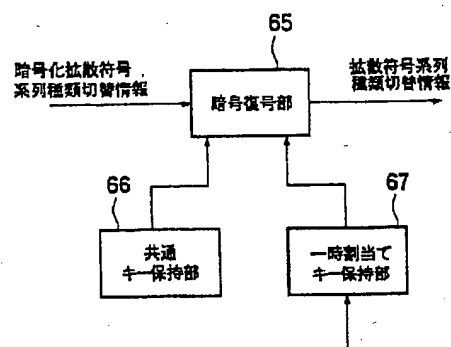 65
暗号化拡散符号
系列種類切替情報
拡散符号系列
種類切替情報
暗号復号部
66
67
共通
キー保持部
一時割当て
キー保持部